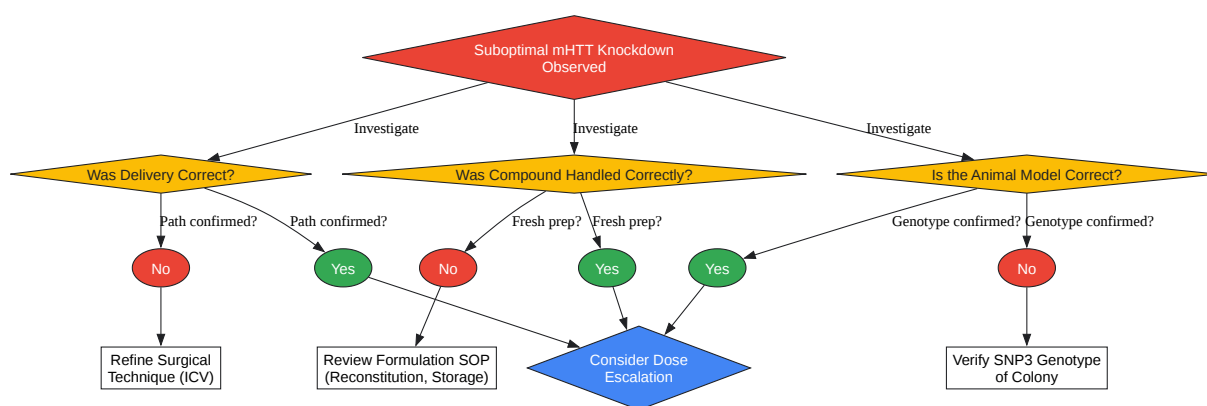 Suboptimal mHTT Knockdown
Observed
Investigate
Investigate
Investigate
Was Delivery Correct?
Was Compound Handled Correctly?
Is the Animal Model Correct?
Path confirmed?
Path confirmed?
Fresh prep?
Fresh prep?
Genotype confirmed?
Genotype confirmed?
No
Yes
No
Yes
Yes
No
Refine Surgical
Technique (ICV)
Review Formulation SOP
(Reconstitution, Storage)
Consider Dose
Escalation
Verify SNP3 Genotype
of Colony